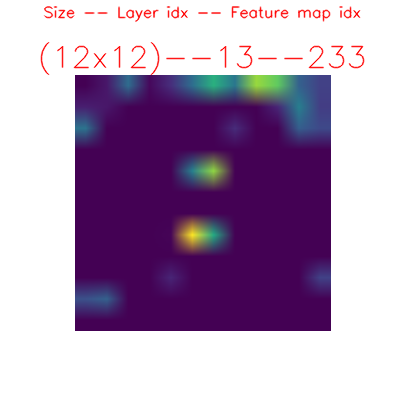 Size -- Layer idx -- Feature map idx
(12x12)--13--233